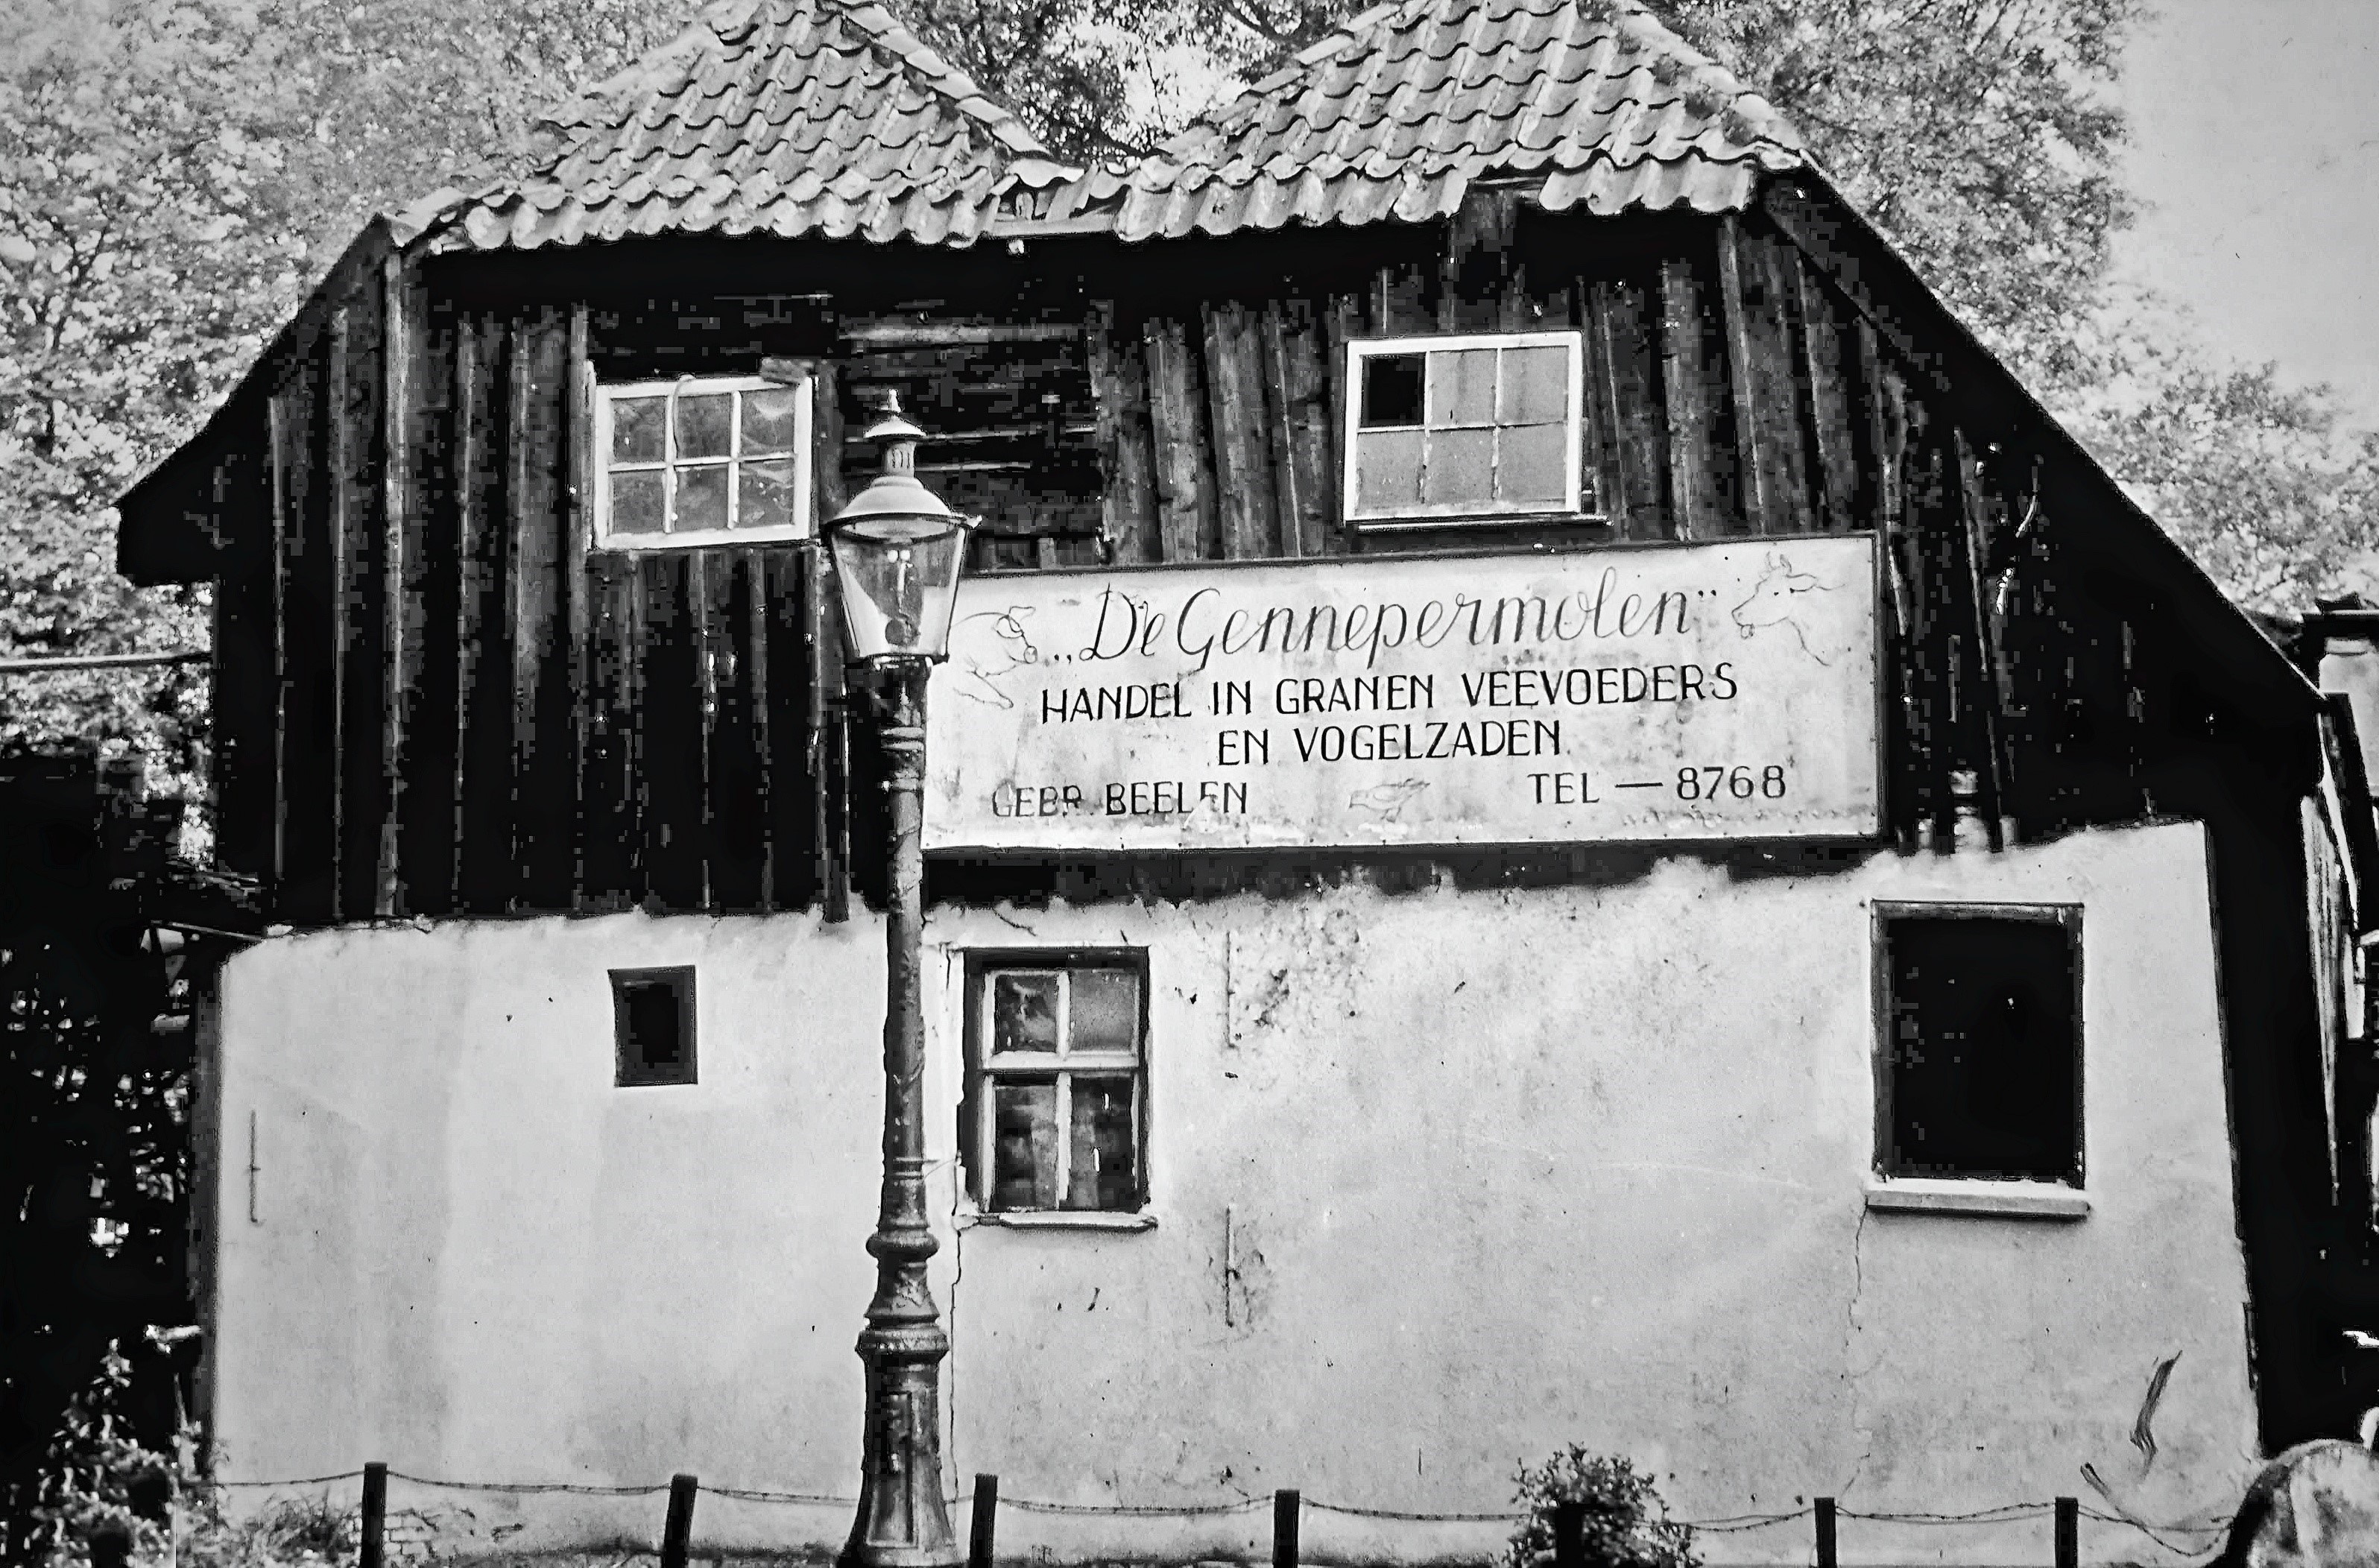 „De Gennepermolen”
HANDEL IN GRANEN VEEVOEDERS
EN VOGELZADEN
GEBR. BEELEN TEL — 8768